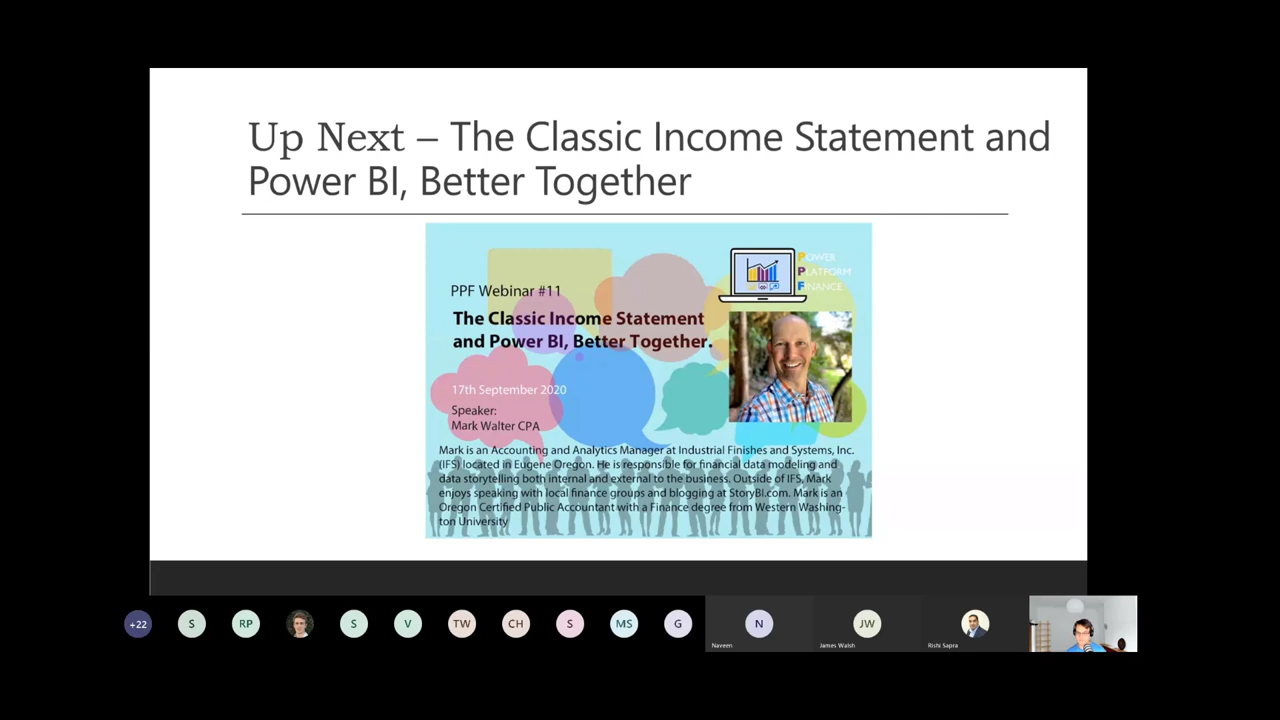 Up Next – The Classic Income Statement and
Power BI, Better Together
POWER
PLATFORM
FINANCE
PPF Webinar #11
The Classic Income Statement
and Power BI, Better Together.
17th September 2020
Speaker:
Mark Walter CPA
Mark is an Accounting and Analytics Manager at Industrial Finishes and Systems, Inc.
(IFS) located in Eugene Oregon. He is responsible for financial data modeling and
data storytelling both internal and external to the business. Outside of IFS, Mark
enjoys speaking with local finance groups and blogging at StoryBI.com. Mark is an
Oregon Certified Public Accountant with a Finance degree from Western Washing-
ton University
+22 S RP S V TW CH S MS G N JW
Naveen James Walsh Rishi Sapra